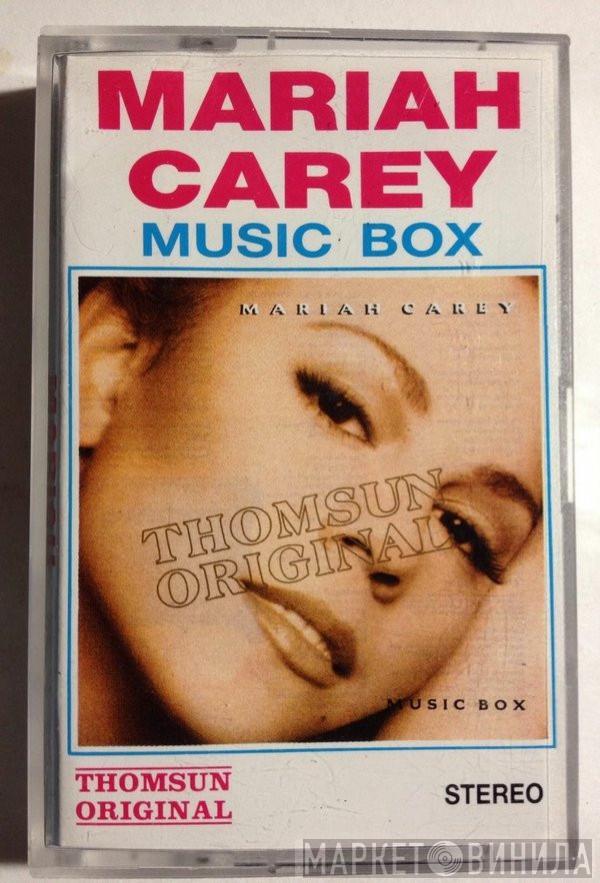 MARIAH
CAREY
MUSIC BOX
MARIAH CAREY
THOMSUN
ORIGINAL
MUSIC BOX
THOMSUN
ORIGINAL
STEREO
МАРКЕТ ВИНИЛА